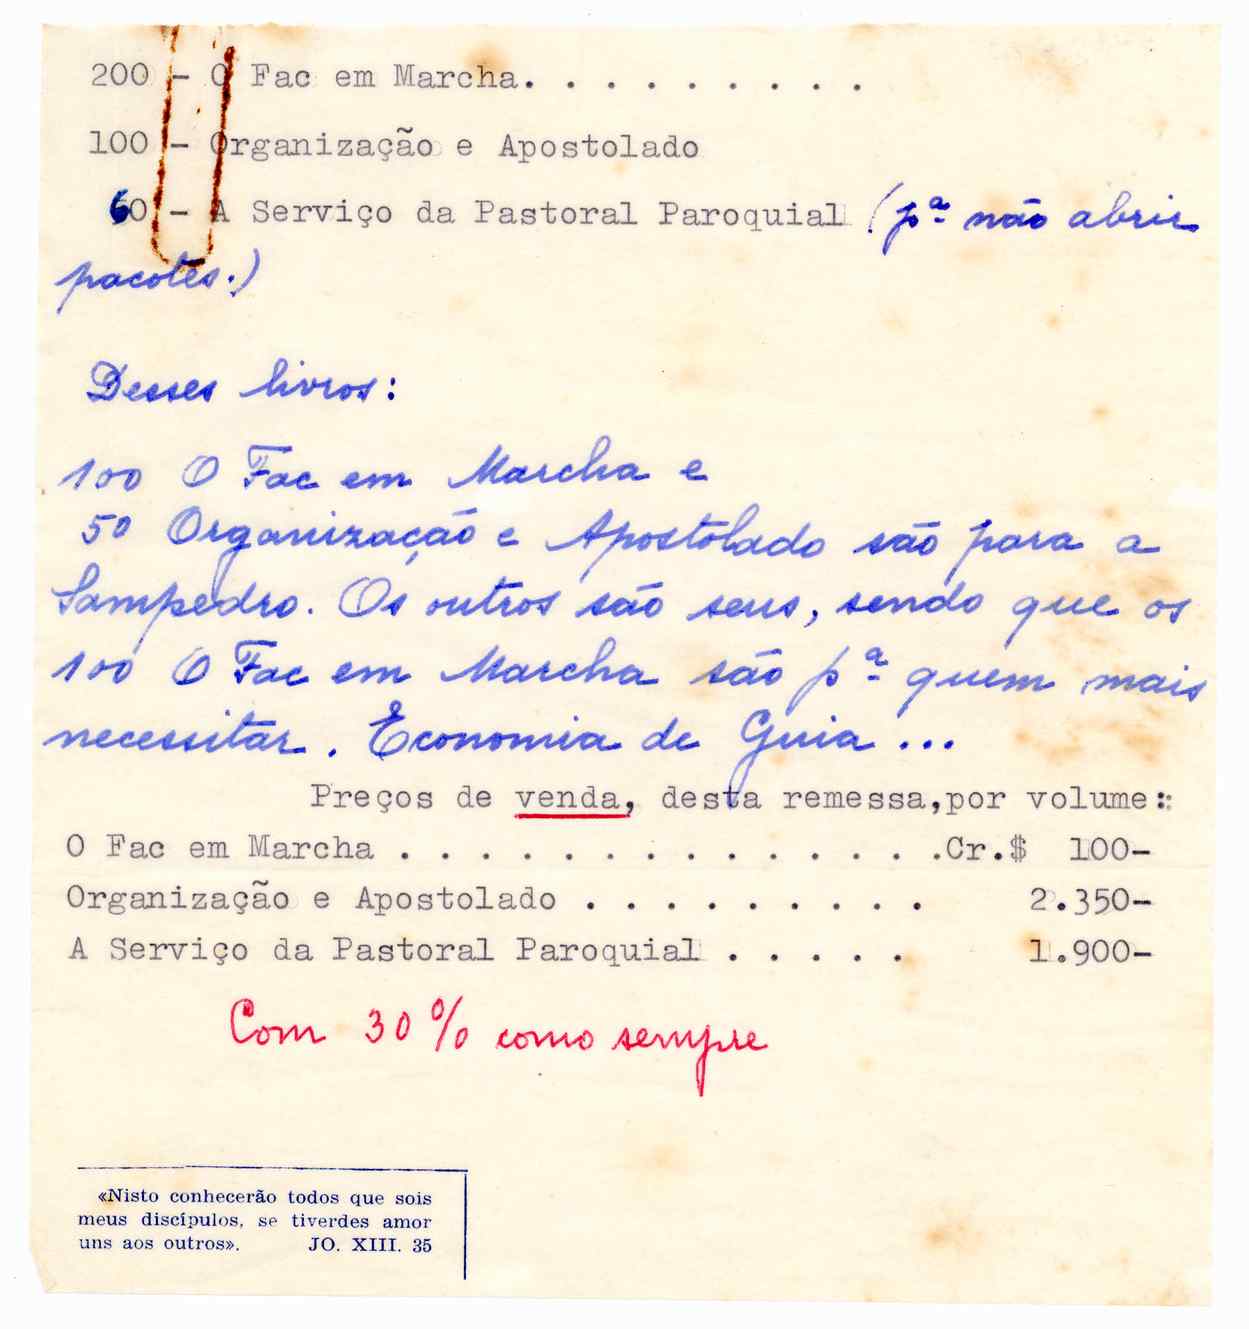 200 - O Fac em Marcha. . . . . . . . .
100 - Organização e Apostolado
60 - A Serviço da Pastoral Paroquial (pª não abrir
pacotes.)
Desses livros:
100 O Fac em Marcha e
50 Organização e Apostolado são para a
Sampedro. Os outros são seus, sendo que os
100 O Fac em Marcha são pª quem mais
necessitar. Economia de Guia ...
Preços de venda, desta remessa,por volume::
O Fac em Marcha . . . . . . . . . . . . . . .Cr.$ 100-
Organização e Apostolado . . . . . . . . . 2.350-
A Serviço da Pastoral Paroquial . . . . . 1.900-
Com 30% como sempre
«Nisto conhecerão todos que sois
meus discípulos, se tiverdes amor
uns aos outros». JO. XIII. 35